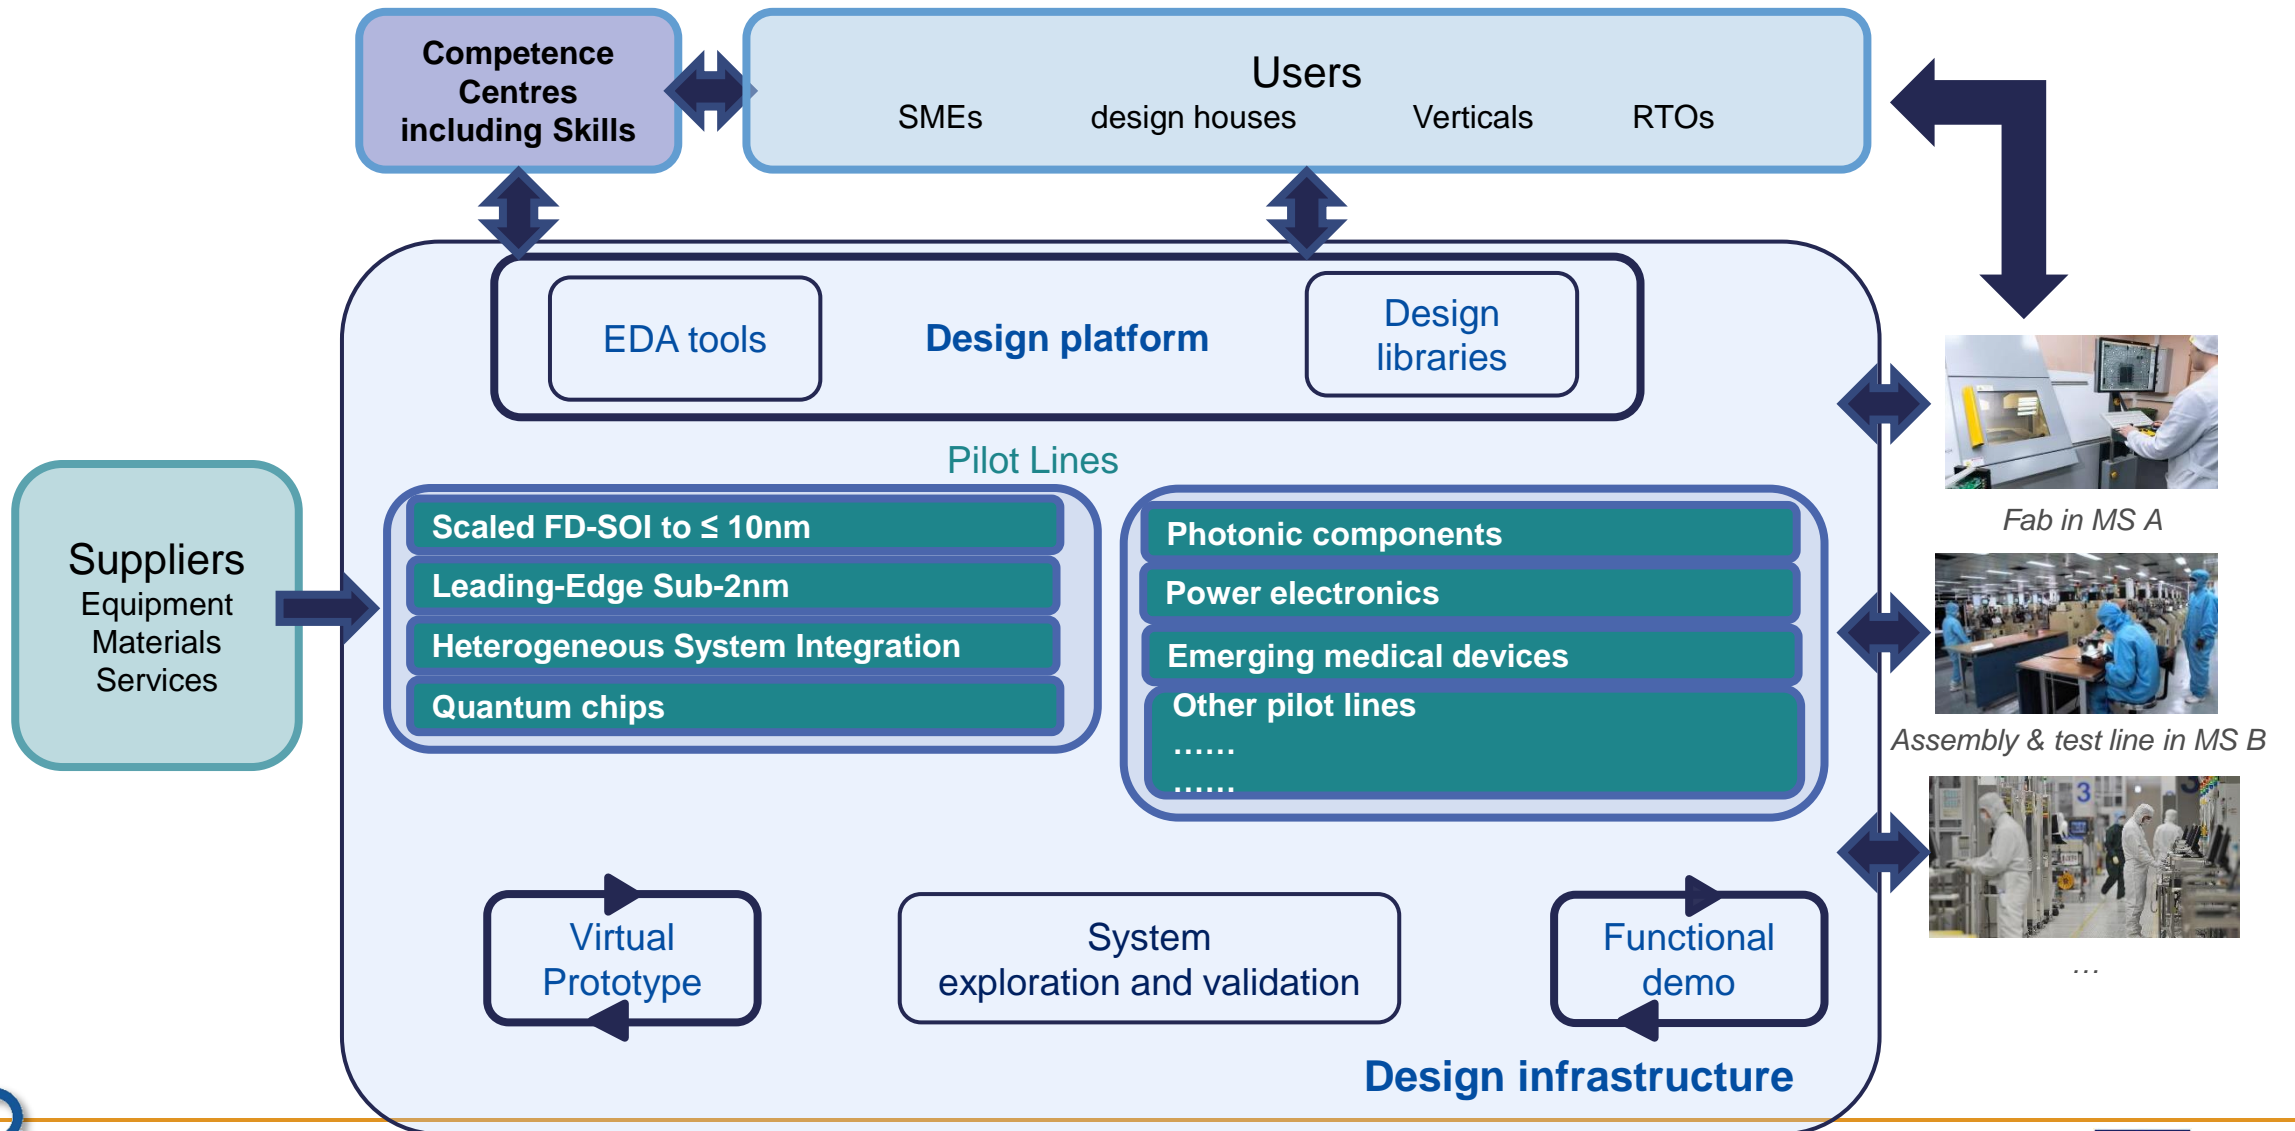 Competence
Centres
including Skills
Users
SMEs design houses Verticals RTOs
EDA tools
Design platform
Design
libraries
Pilot Lines
Suppliers
Equipment
Materials
Services
Scaled FD-SOI to ≤ 10nm
Leading-Edge Sub-2nm
Heterogeneous System Integration
Quantum chips
Photonic components
Power electronics
Emerging medical devices
Other pilot lines
......
......
Fab in MS A
Assembly & test line in MS B
3
...
Virtual
Prototype
System
exploration and validation
Functional
demo
Design infrastructure